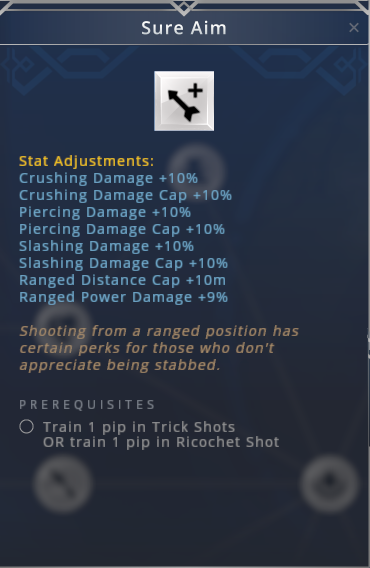 Sure Aim
Stat Adjustments:
Crushing Damage +10%
Crushing Damage Cap +10%
Piercing Damage +10%
Piercing Damage Cap +10%
Slashing Damage +10%
Slashing Damage Cap +10%
Ranged Distance Cap +10m
Ranged Power Damage +9%
Shooting from a ranged position has
certain perks for those who don't
appreciate being stabbed.
PREREQUISITES
Train 1 pip in Trick Shots
OR train 1 pip in Ricochet Shot